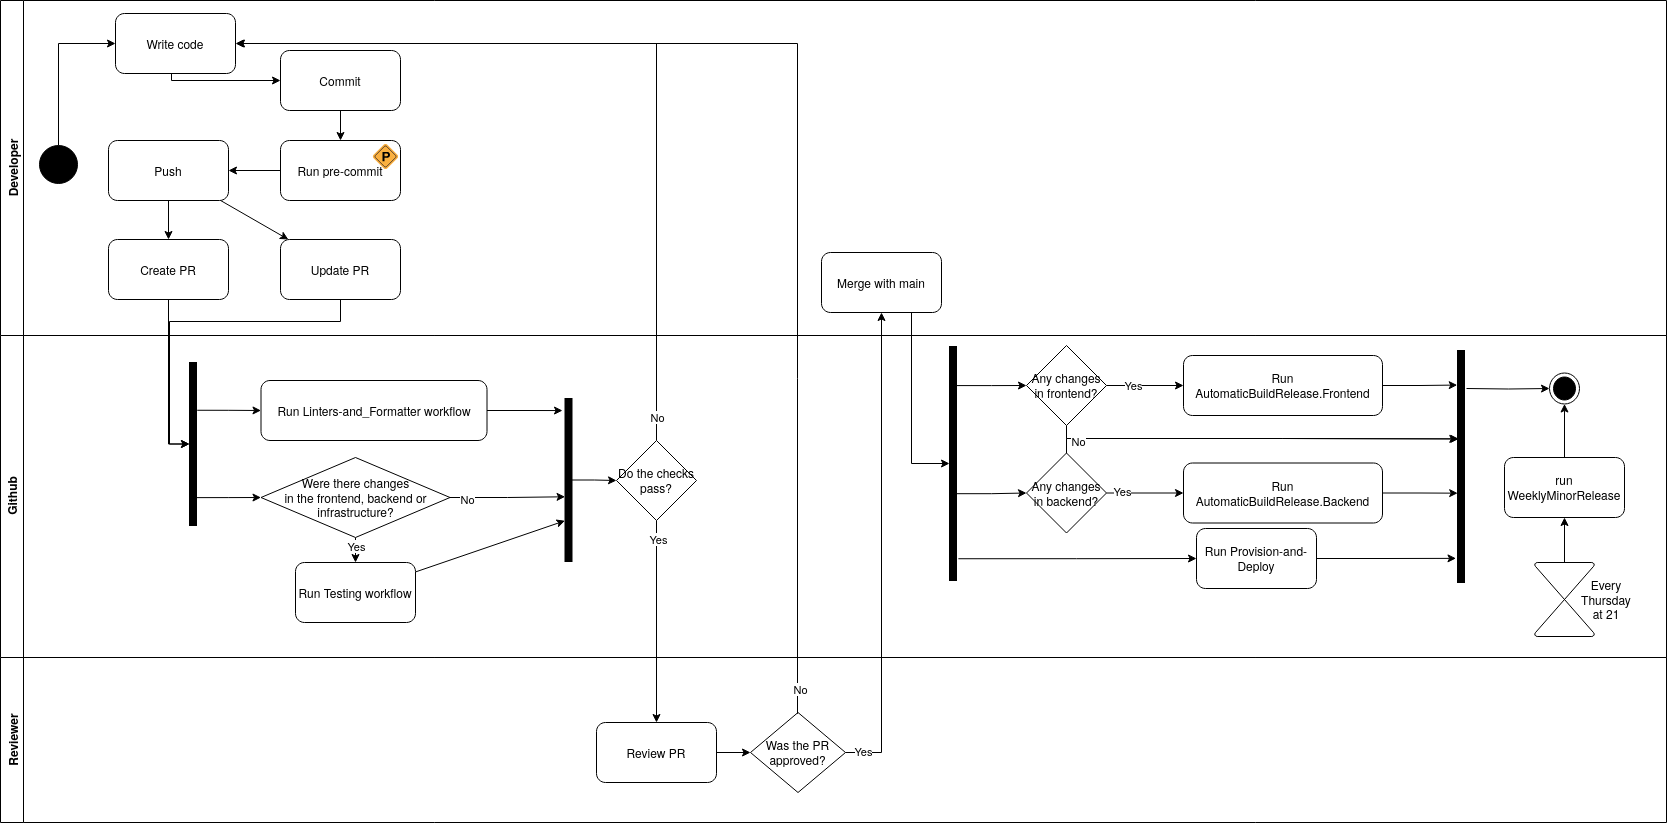 Developer
Write code
Commit
Push
Run pre-commit
P
Create PR
Update PR
Merge with main
Github
Run Linters-and_Formatter workflow
Were there changes
in the frontend, backend or
infrastructure?
No
Yes
Run Testing workflow
No
Do the checks
pass?
Yes
Any changes
in frontend?
Yes
Run
AutomaticBuildRelease.Frontend
No
Any changes
in backend?
Yes
Run
AutomaticBuildRelease.Backend
Run Provision-and-
Deploy
run
WeeklyMinorRelease
Every
Thursday
at 21
Reviewer
Review PR
No
Was the PR
approved?
Yes